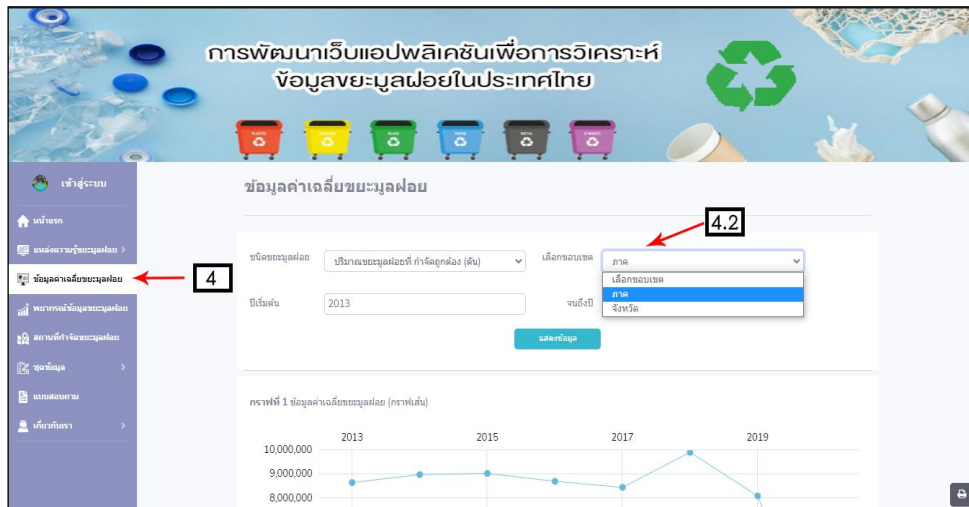 การพัฒนาเว็บแอปพลิเคชันเพื่อการวิเคราะห์
ข้อมูลขยะมูลฝอยในประเทศไทย
เข้าสู่ระบบ
หน้าแรก
แหล่งความรู้ขยะมูลฝอย >
ข้อมูลค่าเฉลี่ยขยะมูลฝอย
4
พยากรณ์ข้อมูลขยะมูลฝอย
สถานที่กำจัดขยะมูลฝอย
ชุดข้อมูล >
แบบสอบถาม
เกี่ยวกับเรา >
ข้อมูลค่าเฉลี่ยขยะมูลฝอย
4.2
ชนิดขยะมูลฝอย ปริมาณขยะมูลฝอยที่ กำจัดถูกต้อง (ตัน) เลือกขอบเขต ภาค
เลือกขอบเขต
ภาค
จังหวัด
ปีเริ่มต้น 2013 จนถึงปี
แสดงข้อมูล
กราฟที่ 1 ข้อมูลค่าเฉลี่ยขยะมูลฝอย (กราฟเส้น)
2013 2015 2017 2019
10,000,000
9,000,000
8,000,000